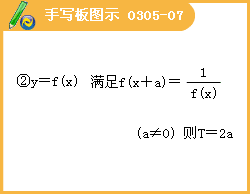 手写板图示 0305-07
②y=f(x) 满足f(x+a)=1/f(x)
(a≠0) 则T=2a